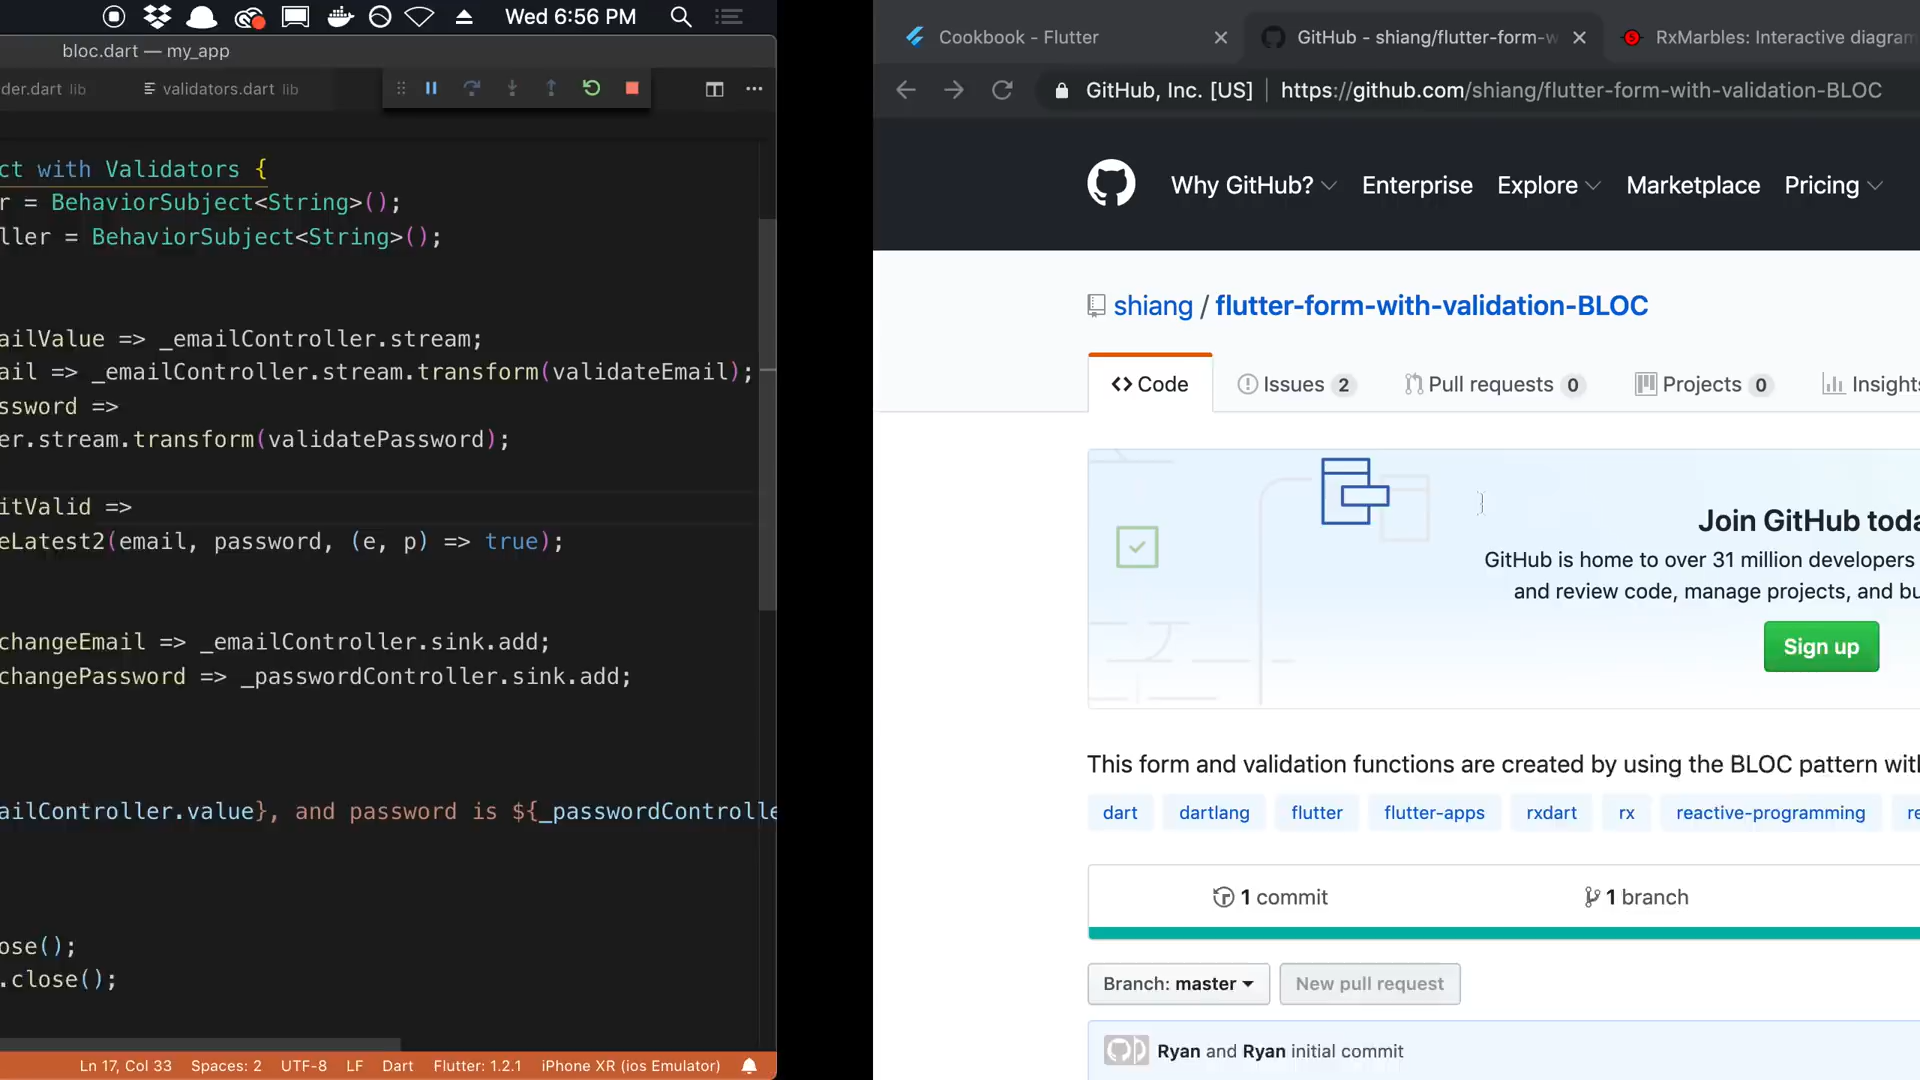 Wed 6:56 PM
bloc.dart — my_app
der.dart lib
validators.dart lib
ct with Validators {
r = BehaviorSubject<String>();
ller = BehaviorSubject<String>();
ailValue => _emailController.stream;
ail => _emailController.stream.transform(validateEmail);
ssword =>
er.stream.transform(validatePassword);
itValid =>
eLatest2(email, password, (e, p) => true);
changeEmail => _emailController.sink.add;
changePassword => _passwordController.sink.add;
ailController.value}, and password is ${_passwordControlle
ose();
.close();
Ln 17, Col 33 Spaces: 2 UTF-8 LF Dart Flutter: 1.2.1 iPhone XR (ios Emulator)
Cookbook - Flutter
GitHub - shiang/flutter-form-w
RxMarbles: Interactive diagram
GitHub, Inc. [US] | https://github.com/shiang/flutter-form-with-validation-BLOC
Why GitHub? Enterprise Explore Marketplace Pricing
shiang / flutter-form-with-validation-BLOC
Code Issues 2 Pull requests 0 Projects 0 Insights
Join GitHub toda
GitHub is home to over 31 million developers
and review code, manage projects, and bu
Sign up
This form and validation functions are created by using the BLOC pattern wit
dart dartlang flutter flutter-apps rxdart rx reactive-programming re
1 commit
1 branch
Branch: master
New pull request
Ryan and Ryan initial commit